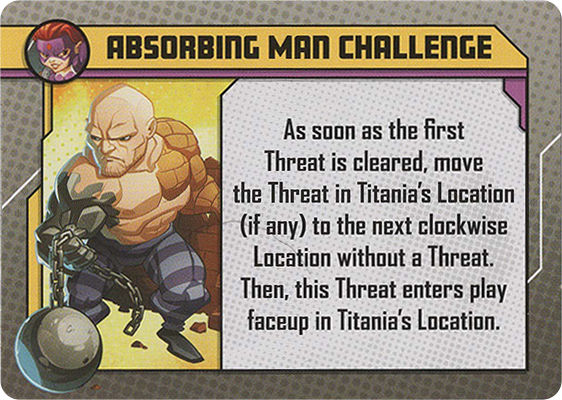 ABSORBING MAN CHALLENGE
As soon as the first
Threat is cleared, move
the Threat in Titania's Location
(if any) to the next clockwise
Location without a Threat.
Then, this Threat enters play
faceup in Titania's Location.